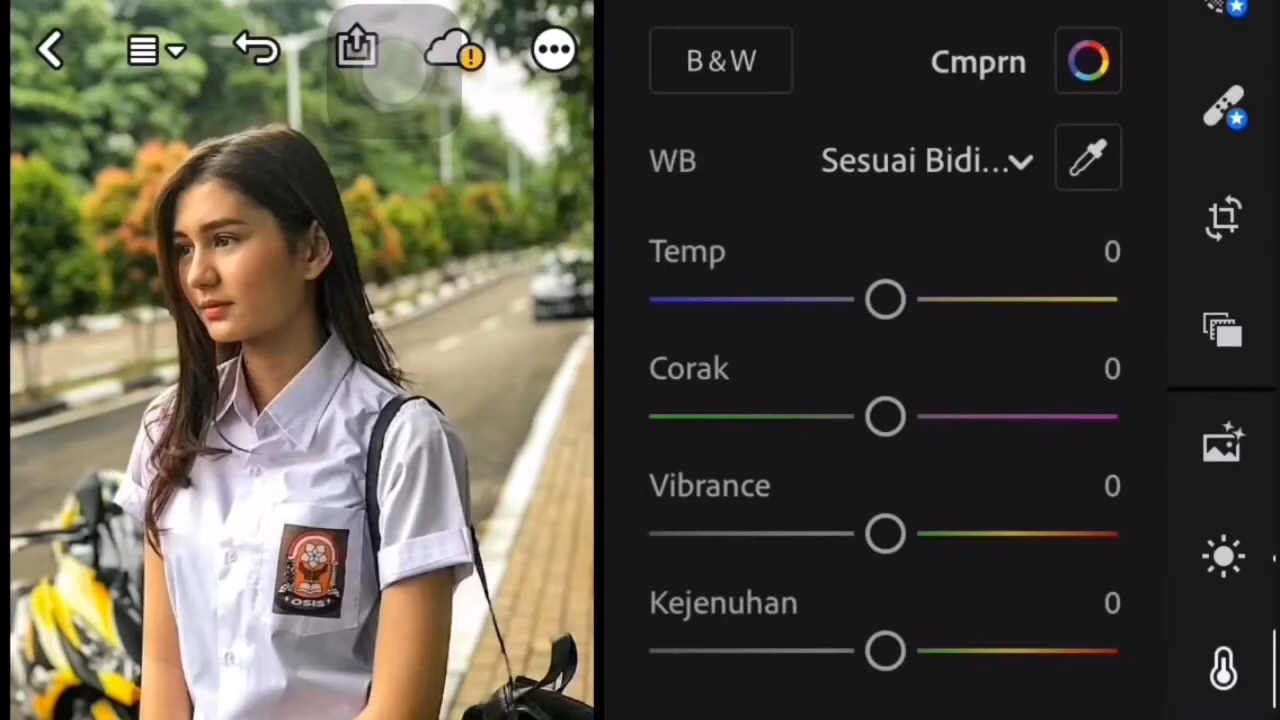 B&W
Cmprn
WB
Sesuai Bidi...
Temp
0
Corak
0
Vibrance
0
Kejenuhan
0
OSIS